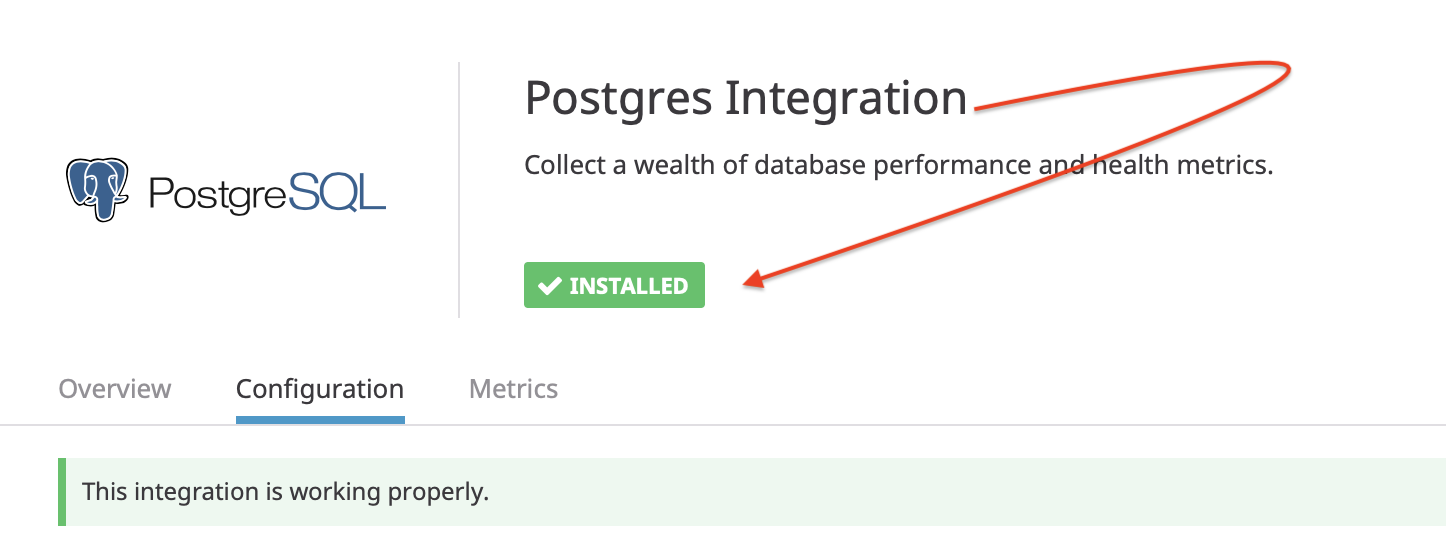 Postgres Integration
Collect a wealth of database performance and health metrics.
PostgreSQL
INSTALLED
Overview Configuration Metrics
This integration is working properly.